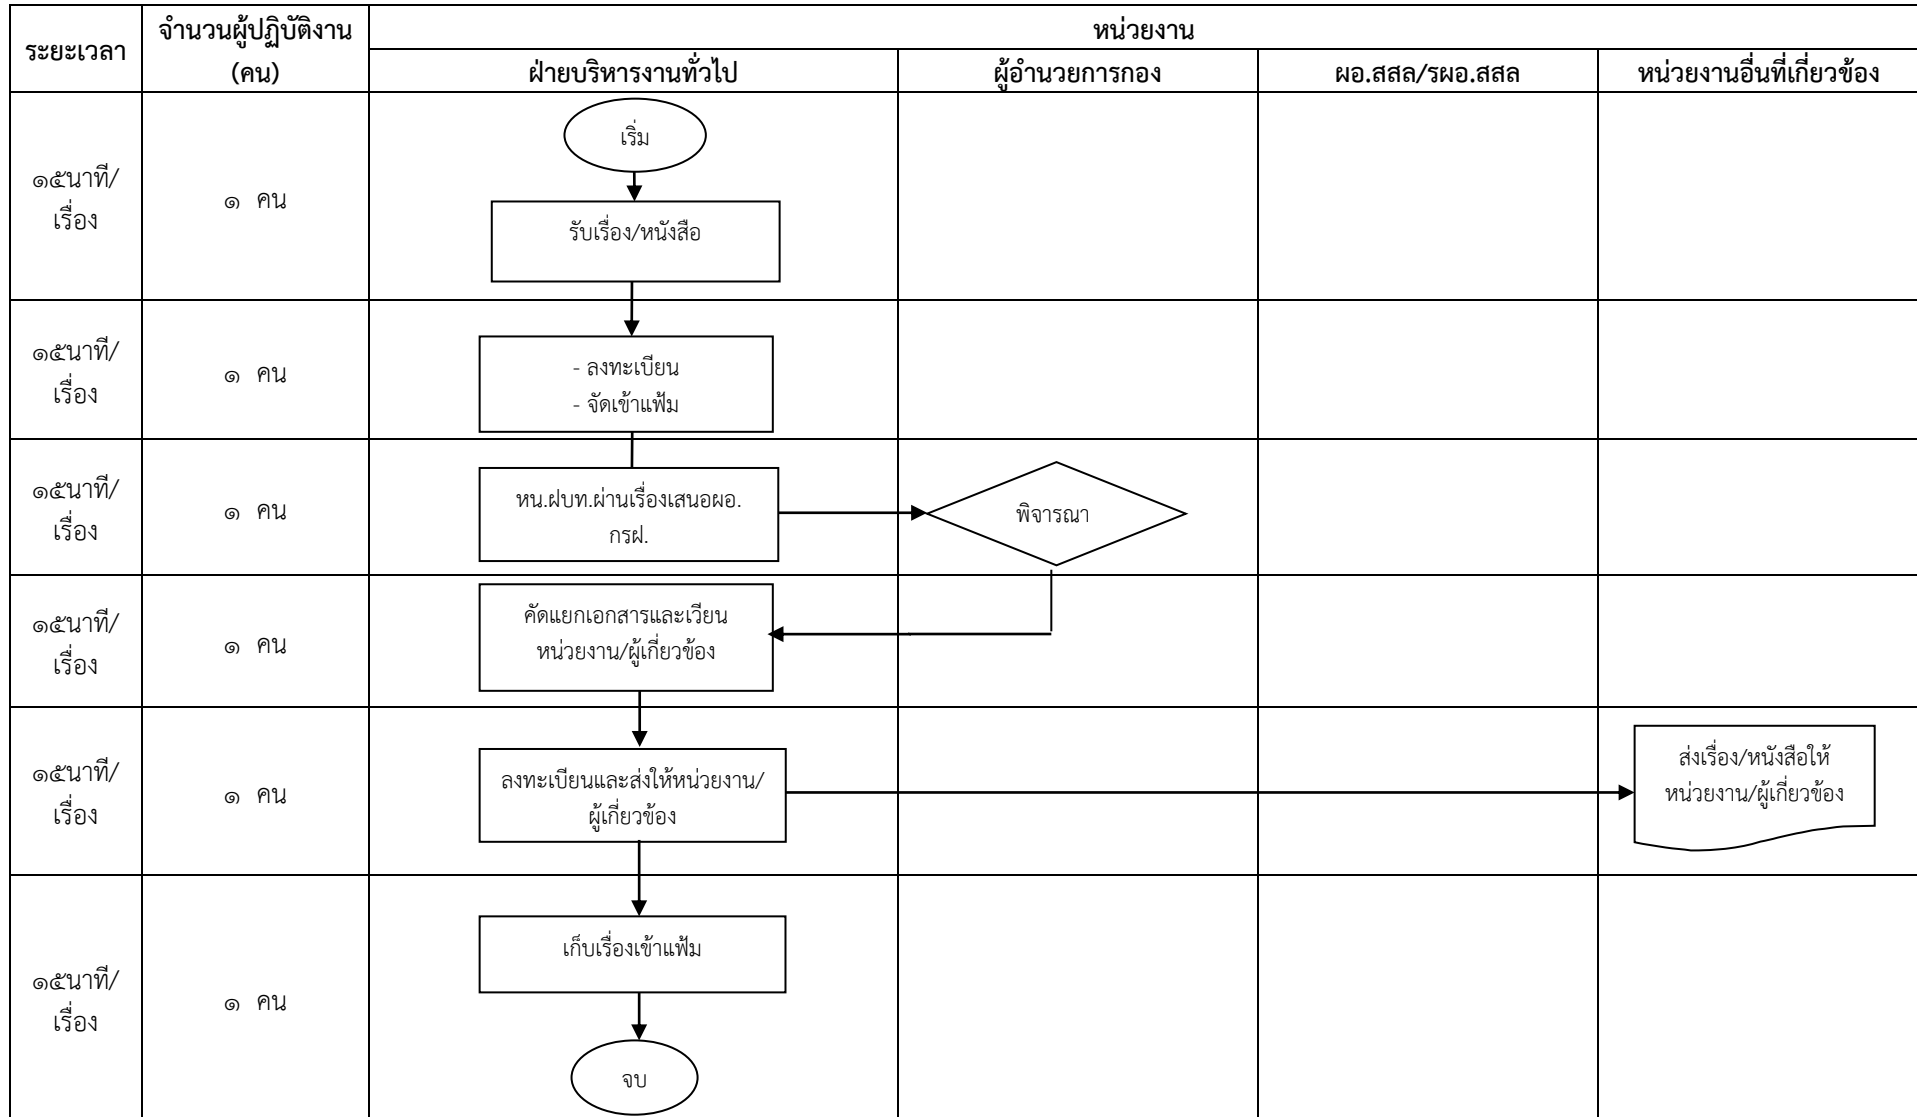 ระยะเวลา
จำนวนผู้ปฏิบัติงาน
(คน)
หน่วยงาน
ฝ่ายบริหารงานทั่วไป
ผู้อำนวยการกอง
ผอ.สสล/รผอ.สสล
หน่วยงานอื่นที่เกี่ยวข้อง
๑๕นาที/
เรื่อง
๑ คน
เริ่ม
รับเรื่อง/หนังสือ
๑๕นาที/
เรื่อง
๑ คน
- ลงทะเบียน
- จัดเข้าแฟ้ม
๑๕นาที/
เรื่อง
๑ คน
หน.ฝบท.ผ่านเรื่องเสนอผอ.
กรฝ.
พิจารณา
๑๕นาที/
เรื่อง
๑ คน
คัดแยกเอกสารและเวียน
หน่วยงาน/ผู้เกี่ยวข้อง
๑๕นาที/
เรื่อง
๑ คน
ลงทะเบียนและส่งให้หน่วยงาน/
ผู้เกี่ยวข้อง
ส่งเรื่อง/หนังสือให้
หน่วยงาน/ผู้เกี่ยวข้อง
๑๕นาที/
เรื่อง
๑ คน
เก็บเรื่องเข้าแฟ้ม
จบ